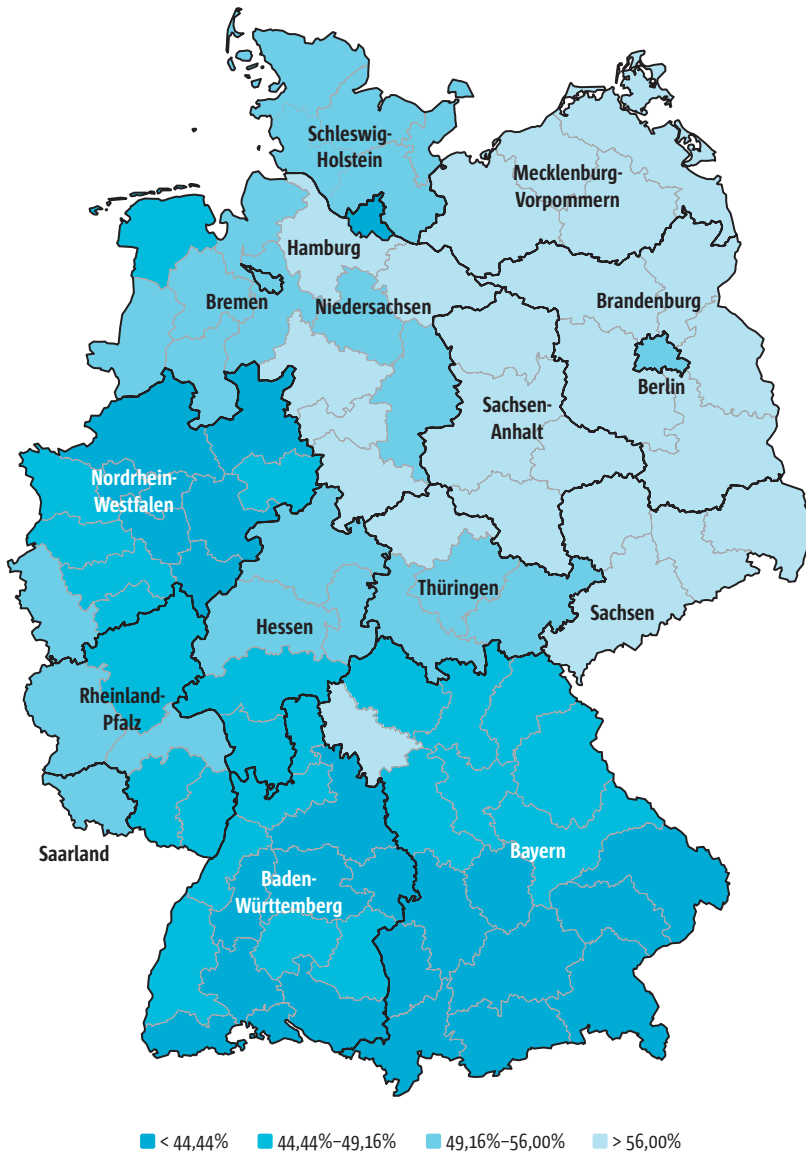 Schleswig-
Holstein
Mecklenburg-
Vorpommern
Hamburg
Bremen
Niedersachsen
Brandenburg
Berlin
Sachsen-
Anhalt
Nordrhein-
Westfalen
Thüringen
Sachsen
Hessen
Rheinland-
Pfalz
Saarland
Bayern
Baden-
Württemberg
< 44,44% 44,44%–49,16% 49,16%–56,00% > 56,00%